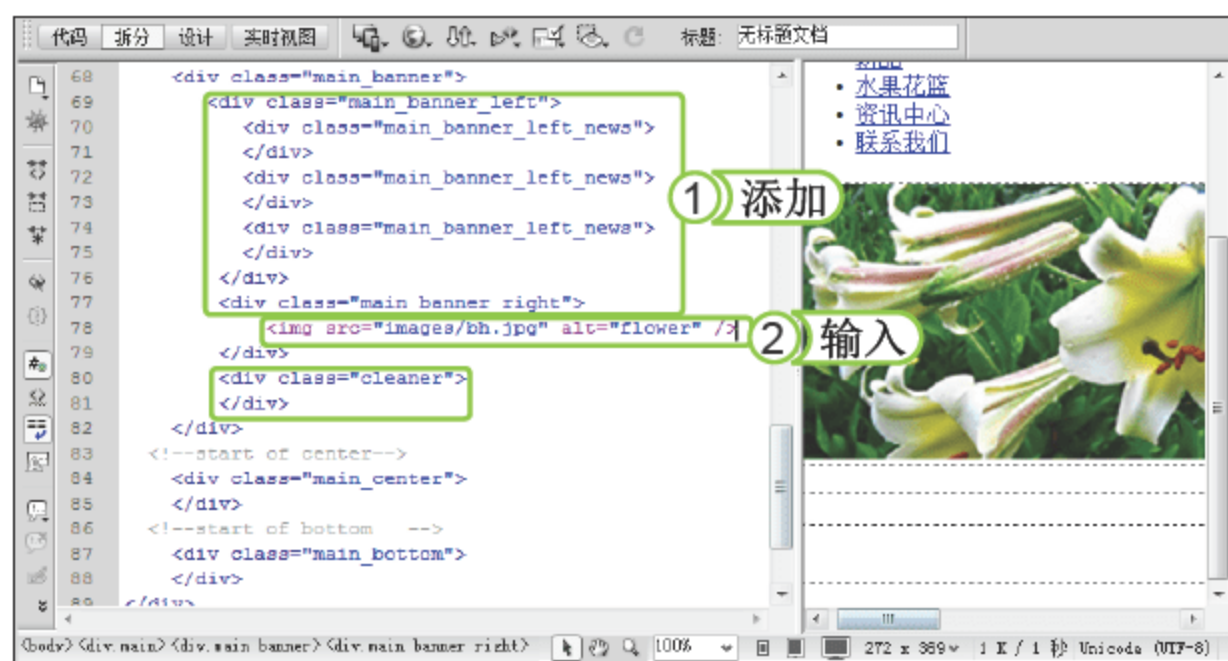 代码 拆分 设计 实时视图 标题: 无标题文档
68 <div class="main_banner">
69 <div class="main_banner_left">
70 <div class="main_banner_left_news">
71 </div>
72 <div class="main_banner_left_news">
73 </div>
74 <div class="main_banner_left_news">
75 </div>
76 </div>
77 <div class="main_banner_right">
78 <img src="images/bh.jpg" alt="flower" />
79 </div>
80 <div class="cleaner">
81 </div>
82 </div>
83 <!--start of center-->
84 <div class="main_center">
85 </div>
86 <!--start of bottom -->
87 <div class="main_bottom">
88 </div>
89 </div>
1 添加
2 输入
• 水果花篮
• 资讯中心
• 联系我们
<body> <div.main> <div.main_banner> <div.main_banner_right> 100% 272 x 389 1 K / 1 秒 Unicode (UTF-8)